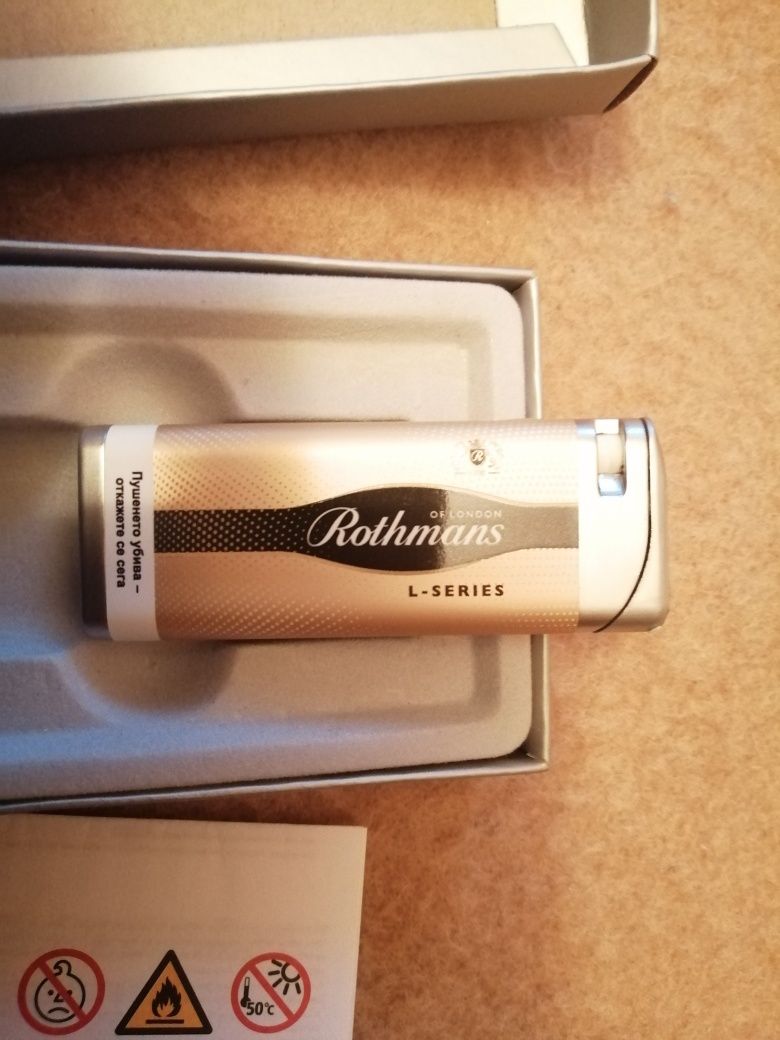 R
OF LONDON
Rothmans
L-SERIES
Пушенето убива –
откажете се сега
50°C